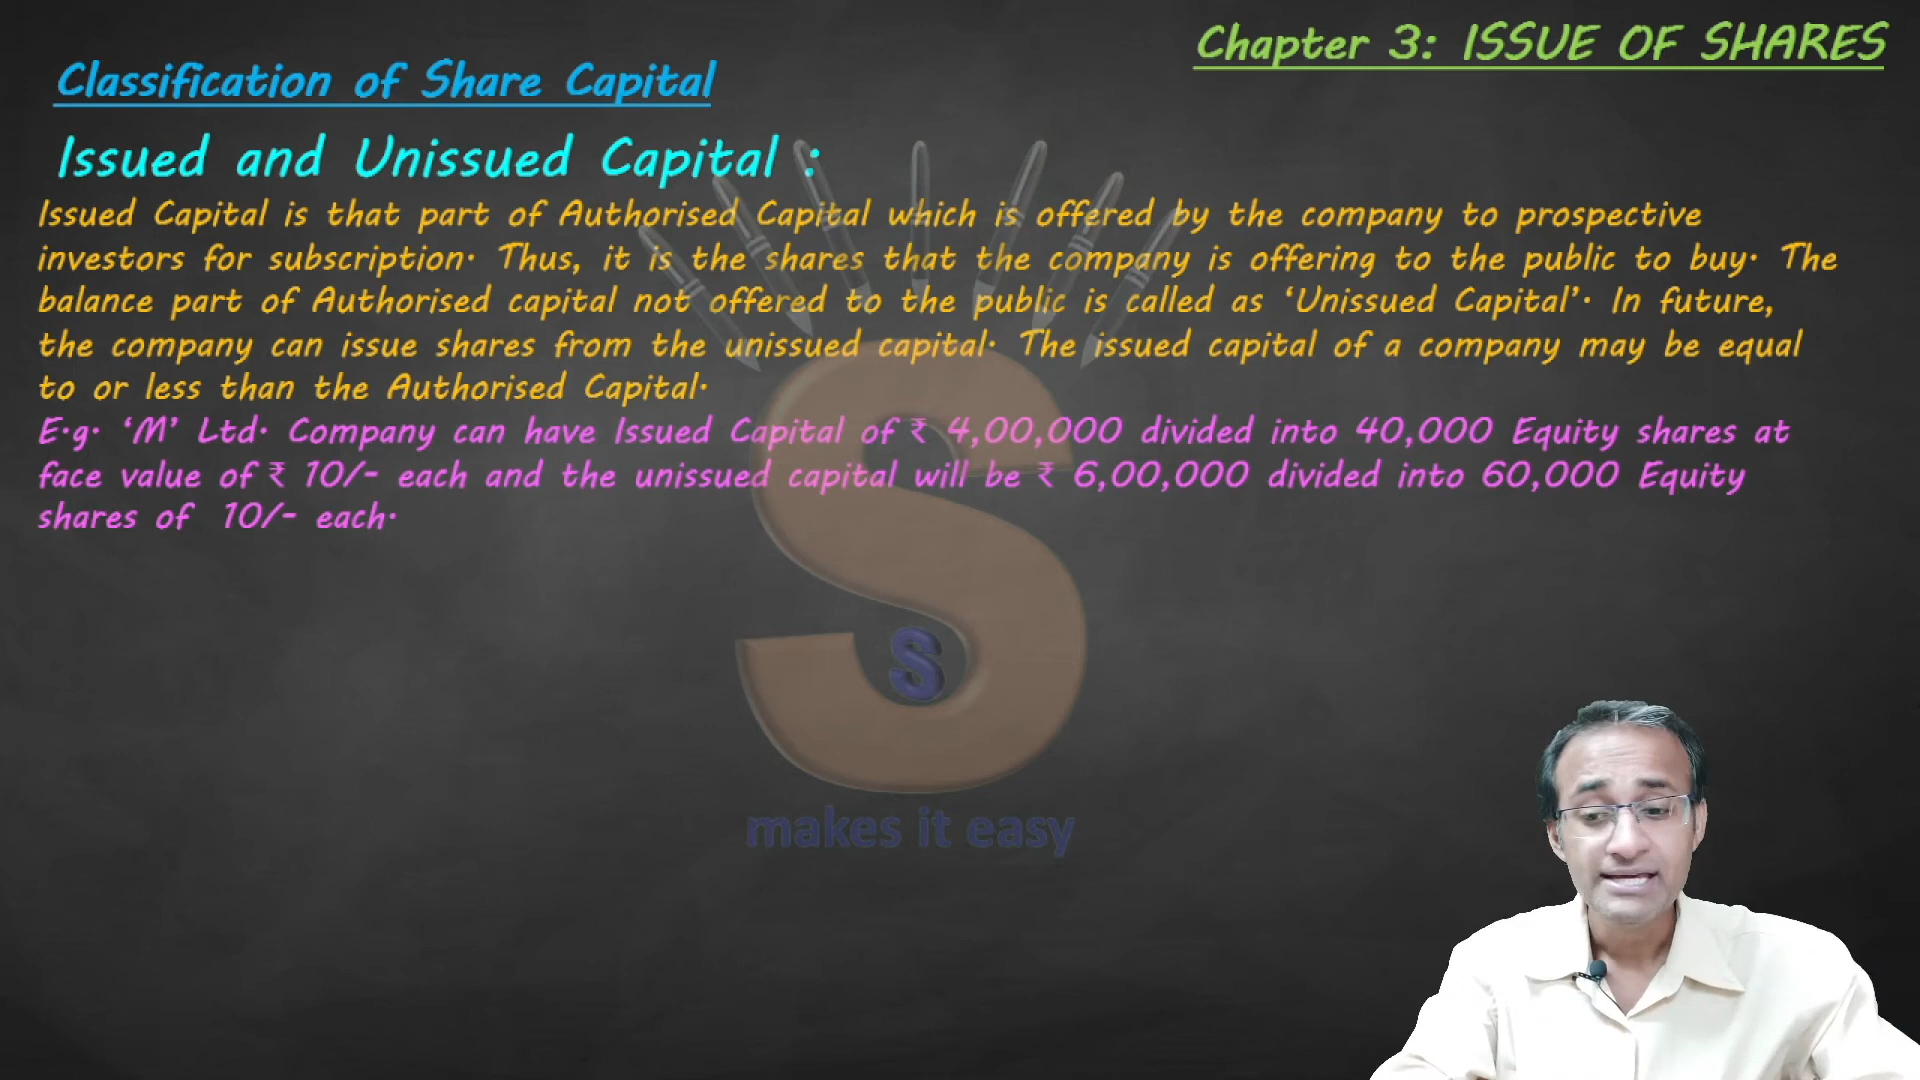 Chapter 3: ISSUE OF SHARES
Classification of Share Capital
Issued and Unissued Capital :
Issued Capital is that part of Authorised Capital which is offered by the company to prospective
investors for subscription. Thus, it is the shares that the company is offering to the public to buy. The
balance part of Authorised capital not offered to the public is called as ‘Unissued Capital’. In future,
the company can issue shares from the unissued capital. The issued capital of a company may be equal
to or less than the Authorised Capital.
E.g. ‘M’ Ltd. Company can have Issued Capital of ₹ 4,00,000 divided into 40,000 Equity shares at
face value of ₹ 10/- each and the unissued capital will be ₹ 6,00,000 divided into 60,000 Equity
shares of 10/- each.
S
S
makes it easy